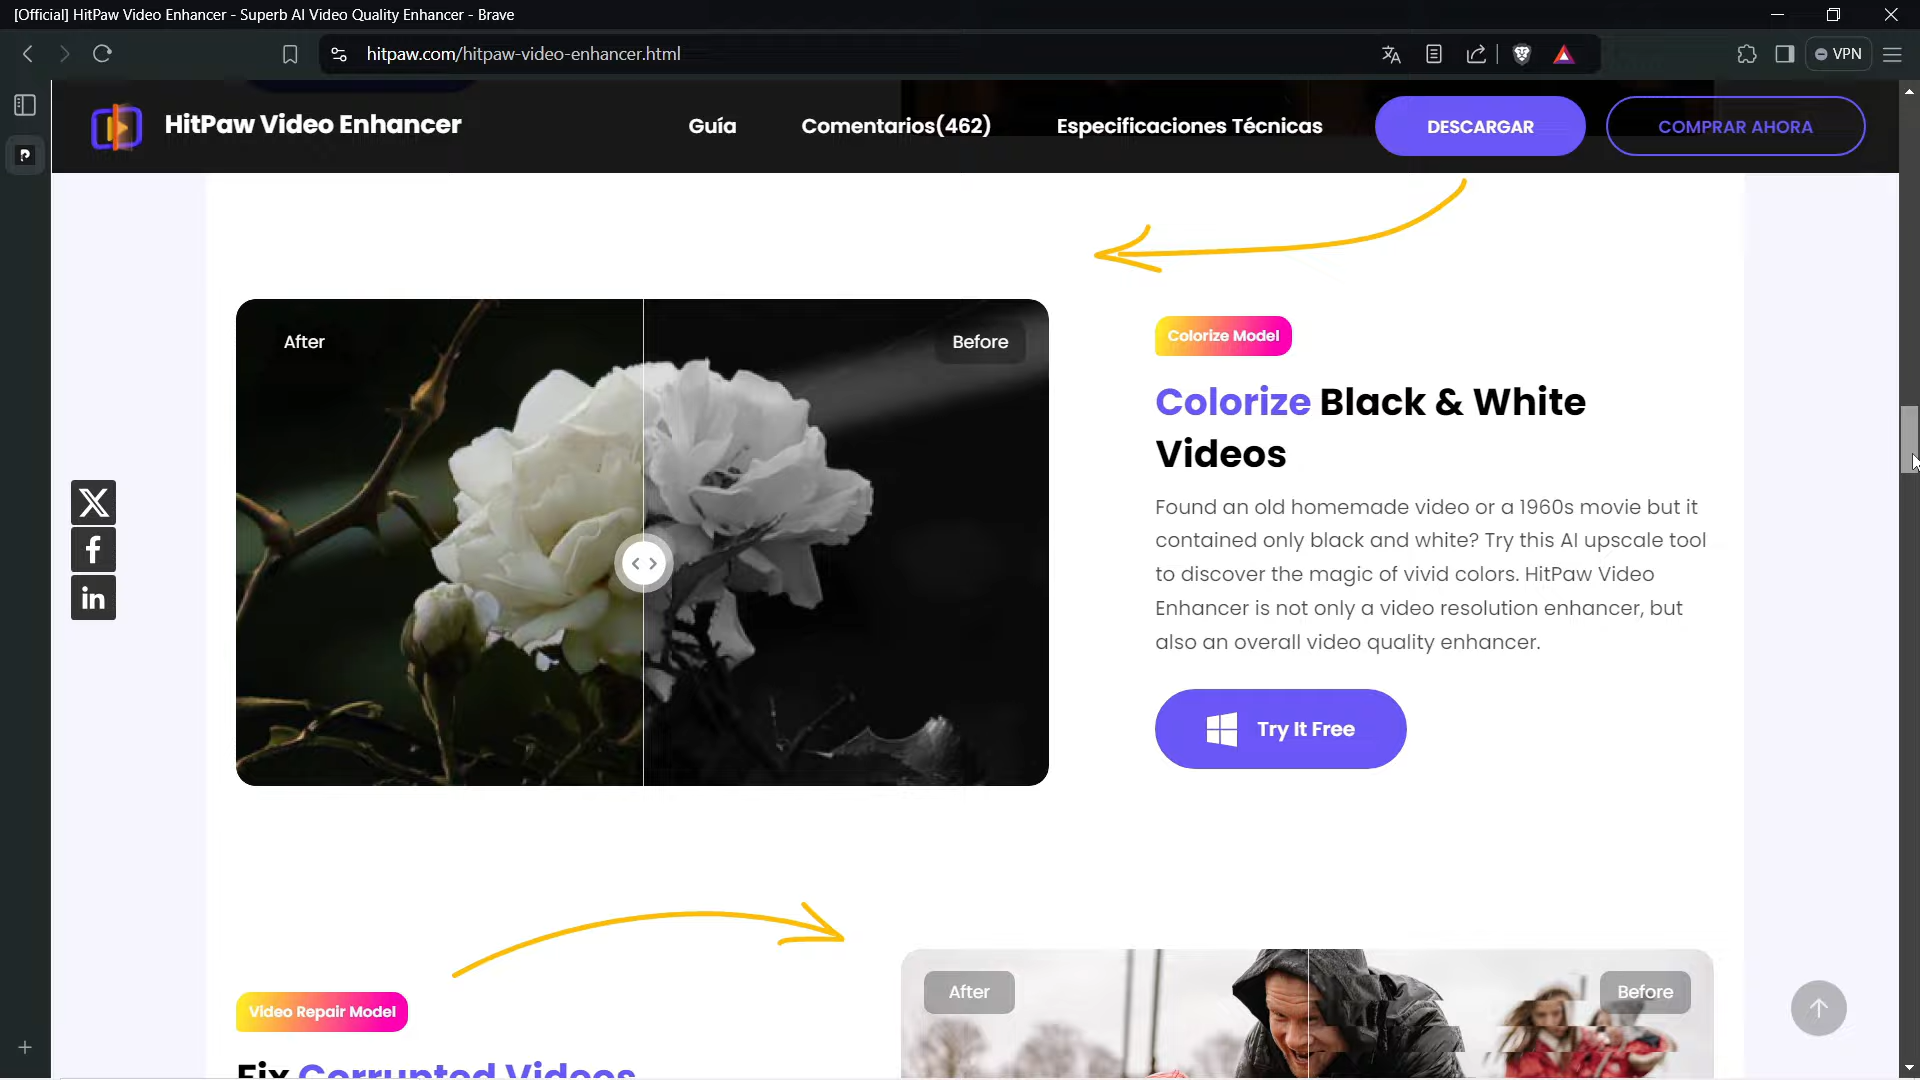 [Official] HitPaw Video Enhancer - Superb AI Video Quality Enhancer - Brave
hitpaw.com/hitpaw-video-enhancer.html
VPN
HitPaw Video Enhancer
Guía
Comentarios(462)
Especificaciones Técnicas
DESCARGAR
COMPRAR AHORA
After
Before
Colorize Model
Colorize Black & White
Videos
Found an old homemade video or a 1960s movie but it
contained only black and white? Try this AI upscale tool
to discover the magic of vivid colors. HitPaw Video
Enhancer is not only a video resolution enhancer, but
also an overall video quality enhancer.
Try It Free
After
Before
Video Repair Model
Fix Corrupted Videos